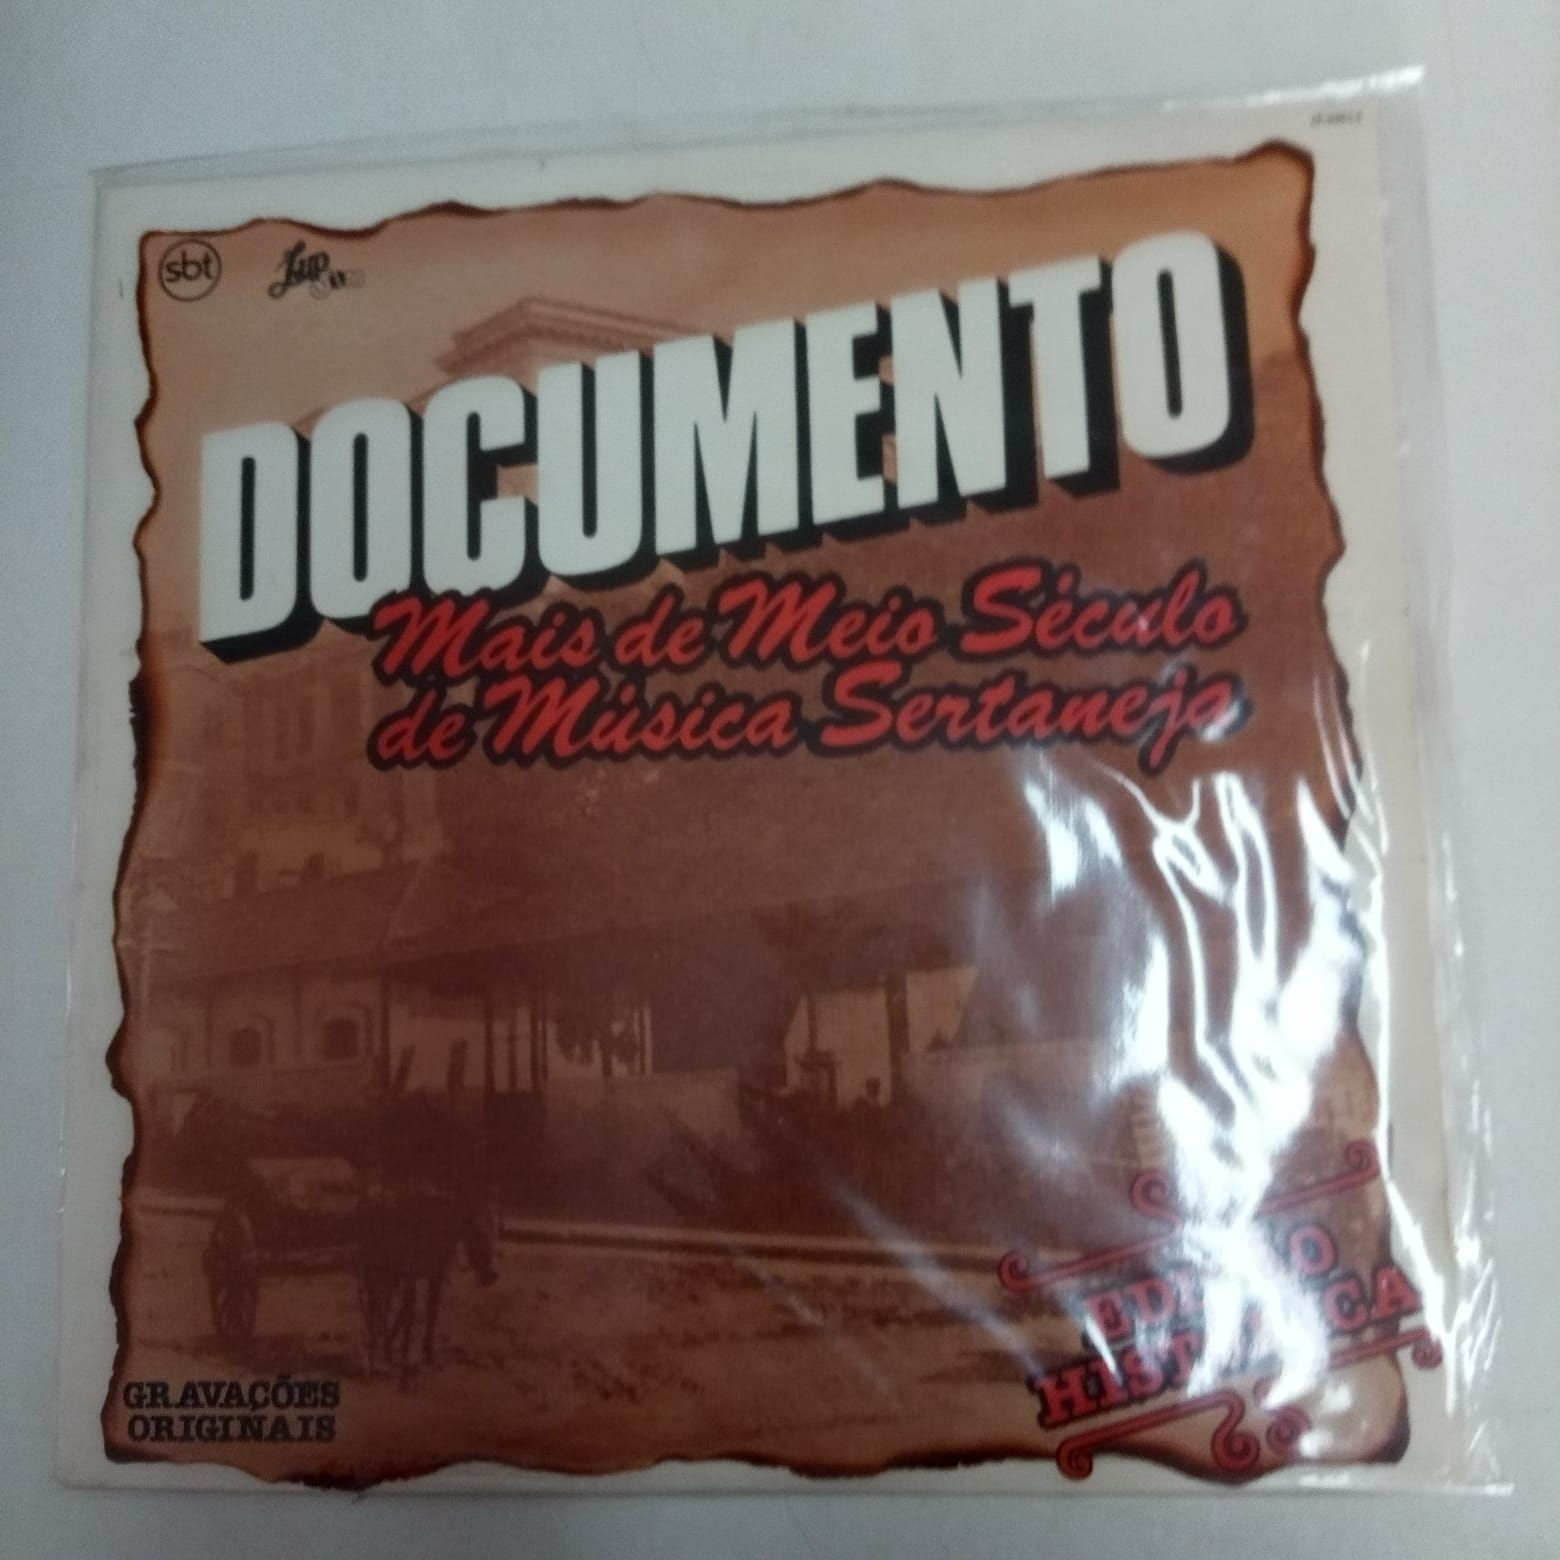 sbt
DOCUMENTO
Mais de Meio Século
de Música Sertaneja
GRAVAÇÕES
ORIGINAIS